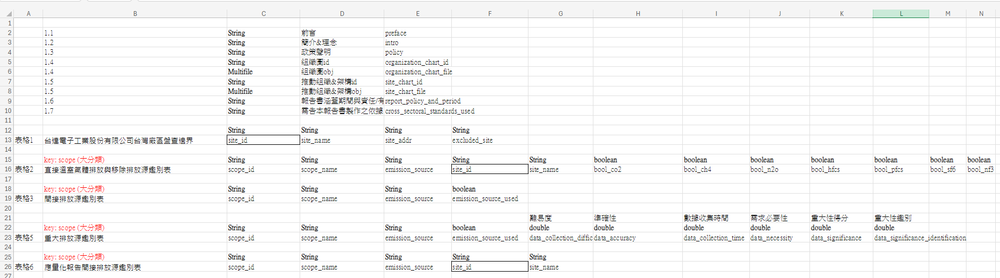 A B C D E F G H I J K L M N
1
2 1.1 String 前言 preface
3 1.2 String 簡介&理念 intro
4 1.3 String 政策聲明 policy
5 1.4 String 組織圖id organization_chart_id
6 1.4 Multifile 組織圖obj organization_chart_file
7 1.5 String 推動組織&架構id site_chart_id
8 1.5 Multifile 推動組織&架構obj site_chart_file
9 1.6 String 報告書涵蓋期間與責任/有 report_policy_and_period
10 1.7 String 需告本報告書製作之依據 cross_sectoral_standards_used
11
12 String String String String
13 表格1 台達電子工業股份有限公司台灣廠區盤查邊界 site_id site_name site_addr excluded_site
14
15 key: scope (大分類) String String String String String boolean boolean boolean boolean boolean boolean boolean
16 表格2 直接溫室氣體排放與移除排放源鑑別表 scope_id scope_name emission_source site_id site_name bool_co2 bool_ch4 bool_n2o bool_hfcs bool_pfcs bool_sf6 bool_nf3
17
18 key: scope (大分類) String String String boolean
19 表格3 間接排放源鑑別表 scope_id scope_name emission_source emission_source_used
20
21 難易度 準確性 數據收集時間 需求必要性 重大性得分 重大性鑑別
22 key: scope (大分類) String String String boolean double double double double double double
23 表格5 重大排放源鑑別表 scope_id scope_name emission_source emission_source_used data_collection_diffic data_accuracy data_collection_time data_necessity data_significance data_significance_identification
24
25 key: scope (大分類) String String String String String
26 表格6 應量化報告間接排放源鑑別表 scope_id scope_name emission_source site_id site_name
27